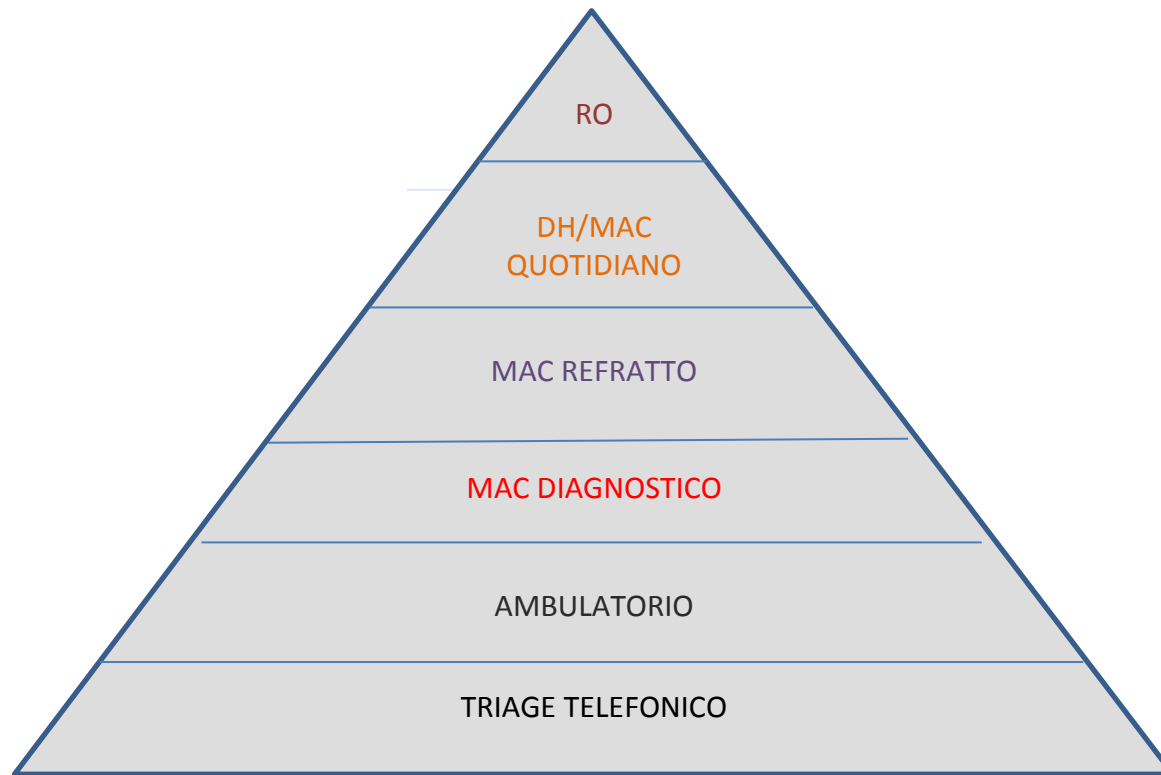 RO
DH/MAC
QUOTIDIANO
MAC REFRATTO
MAC DIAGNOSTICO
AMBULATORIO
TRIAGE TELEFONICO